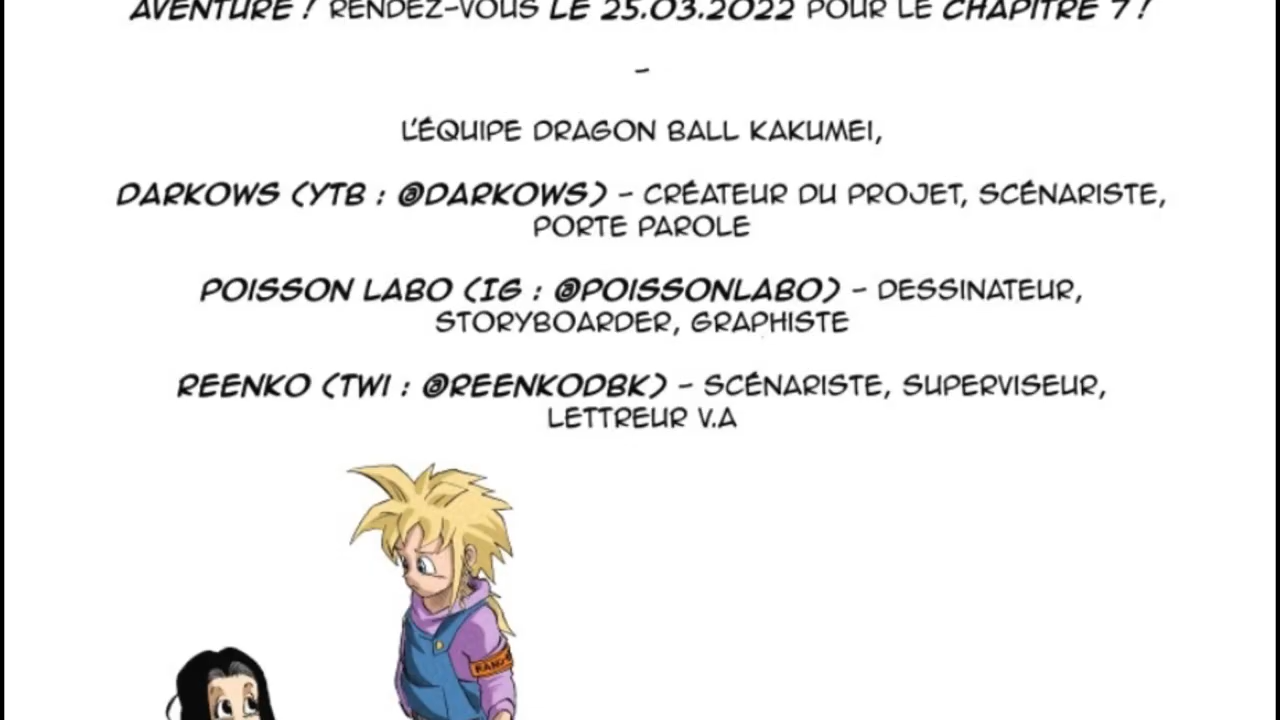 AVENTURE ! RENDEZ-VOUS LE 25.03.2022 POUR LE CHAPITRE 7 !
-
L'ÉQUIPE DRAGON BALL KAKUMEI,
DARKOWS (YTB : @DARKOWS) - CRÉATEUR DU PROJET, SCÉNARISTE,
PORTE PAROLE
POISSON LABO (IG : @POISSONLABO) - DESSINATEUR,
STORYBOARDER, GRAPHISTE
REENKO (TWI : @REENKODBK) - SCÉNARISTE, SUPERVISEUR,
LETTREUR V.A